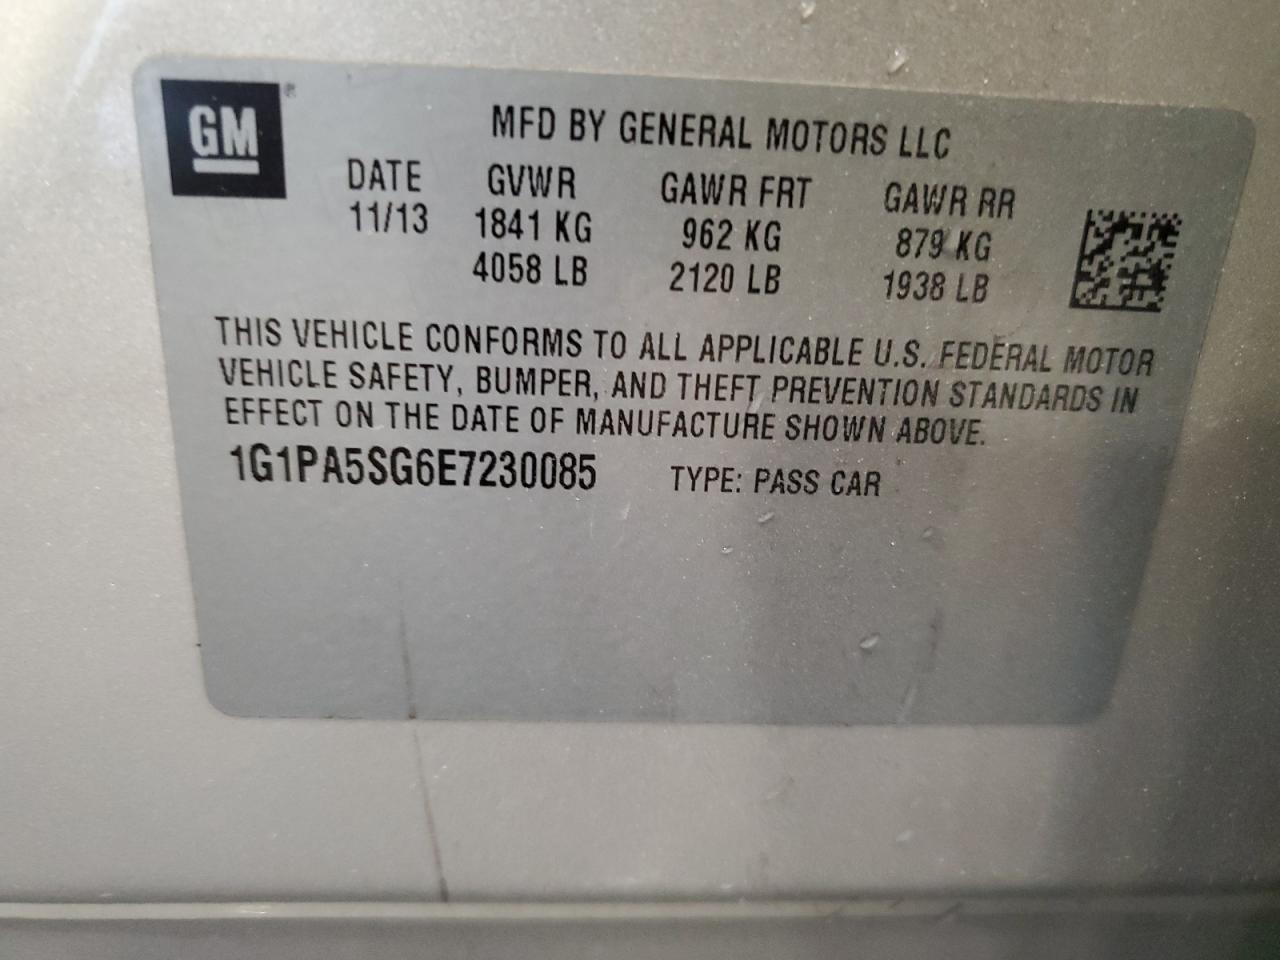 GM®
MFD BY GENERAL MOTORS LLC
DATE GVWR GAWR FRT GAWR RR
11/13 1841 KG 962 KG 879 KG
4058 LB 2120 LB 1938 LB
THIS VEHICLE CONFORMS TO ALL APPLICABLE U.S. FEDERAL MOTOR
VEHICLE SAFETY, BUMPER, AND THEFT PREVENTION STANDARDS IN
EFFECT ON THE DATE OF MANUFACTURE SHOWN ABOVE.
1G1PA5SG6E7230085 TYPE: PASS CAR